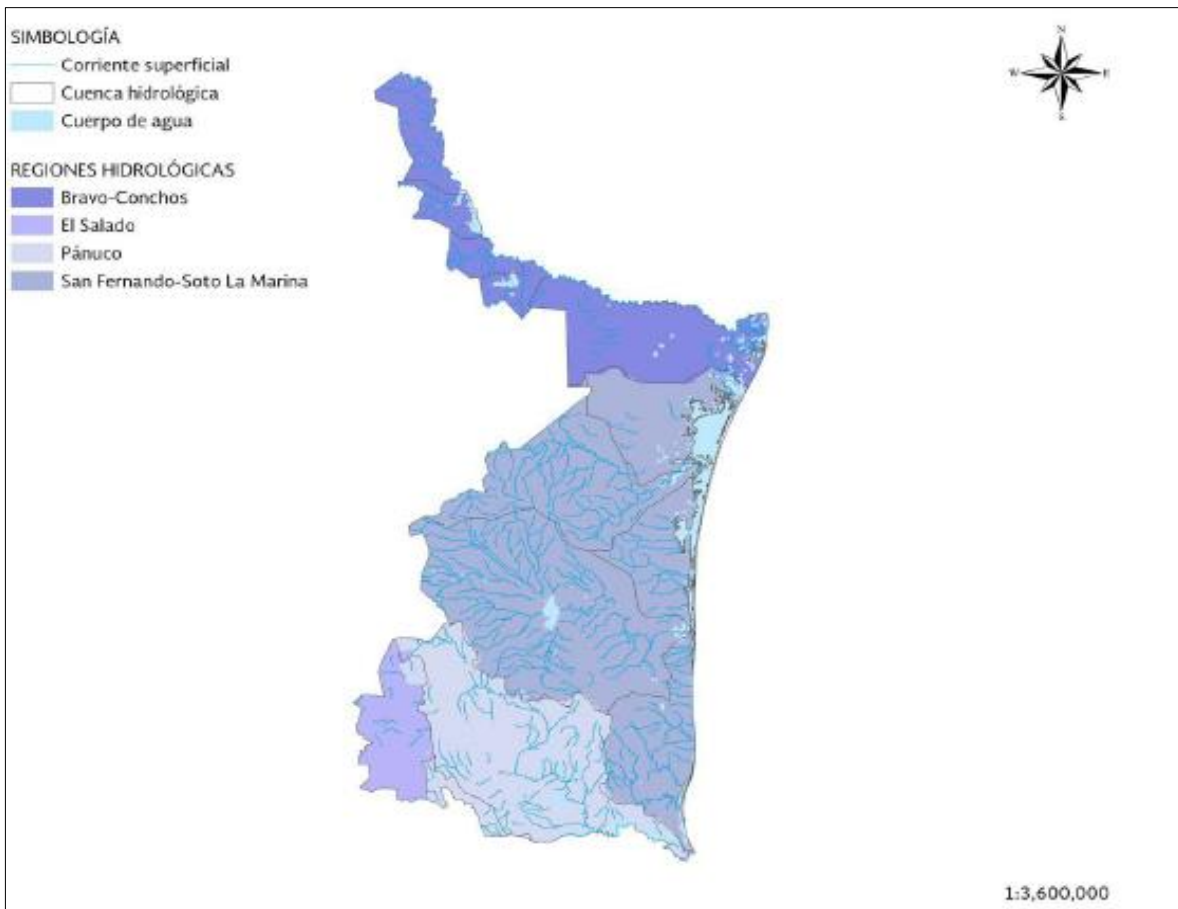 SIMBOLOGÍA
Corriente superficial
Cuenca hidrológica
Cuerpo de agua
REGIONES HIDROLÓGICAS
Bravo-Conchos
El Salado
Pánuco
San Fernando-Soto La Marina
N
W E
S
1:3,600,000